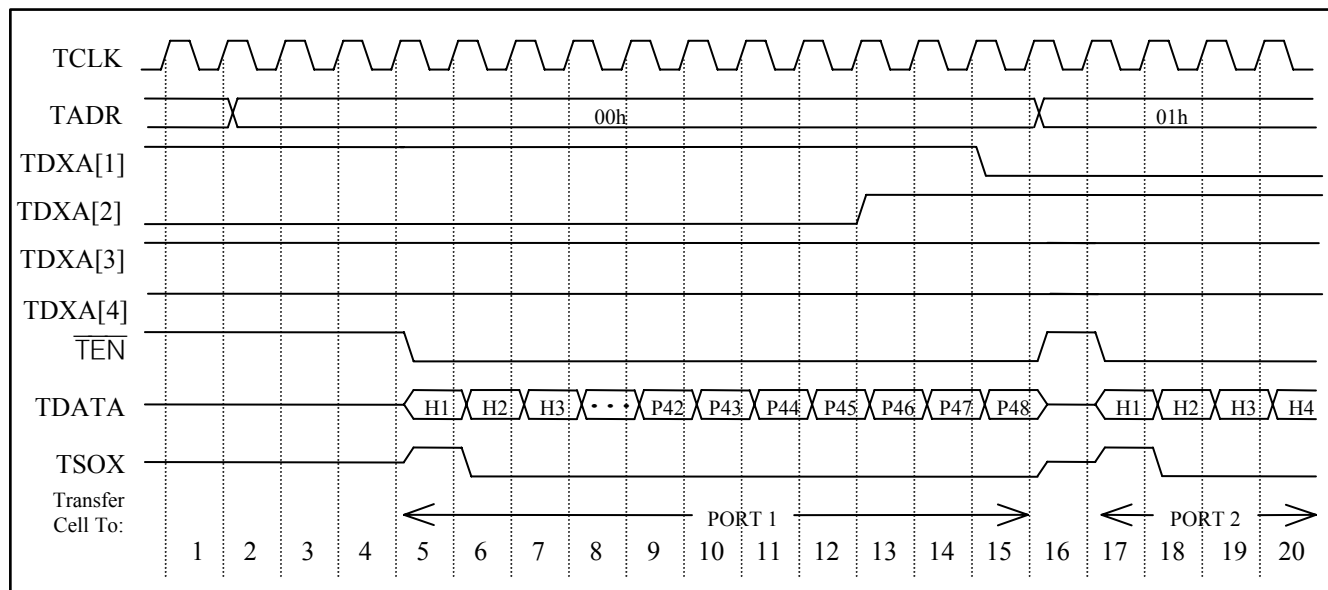 TCLK
TADR 00h 01h
TDXA[1]
TDXA[2]
TDXA[3]
TDXA[4]
TEN
TDATA H1 H2 H3 ... P42 P43 P44 P45 P46 P47 P48 H1 H2 H3 H4
TSOX
Transfer
Cell To: PORT 1 PORT 2
1 2 3 4 5 6 7 8 9 10 11 12 13 14 15 16 17 18 19 20